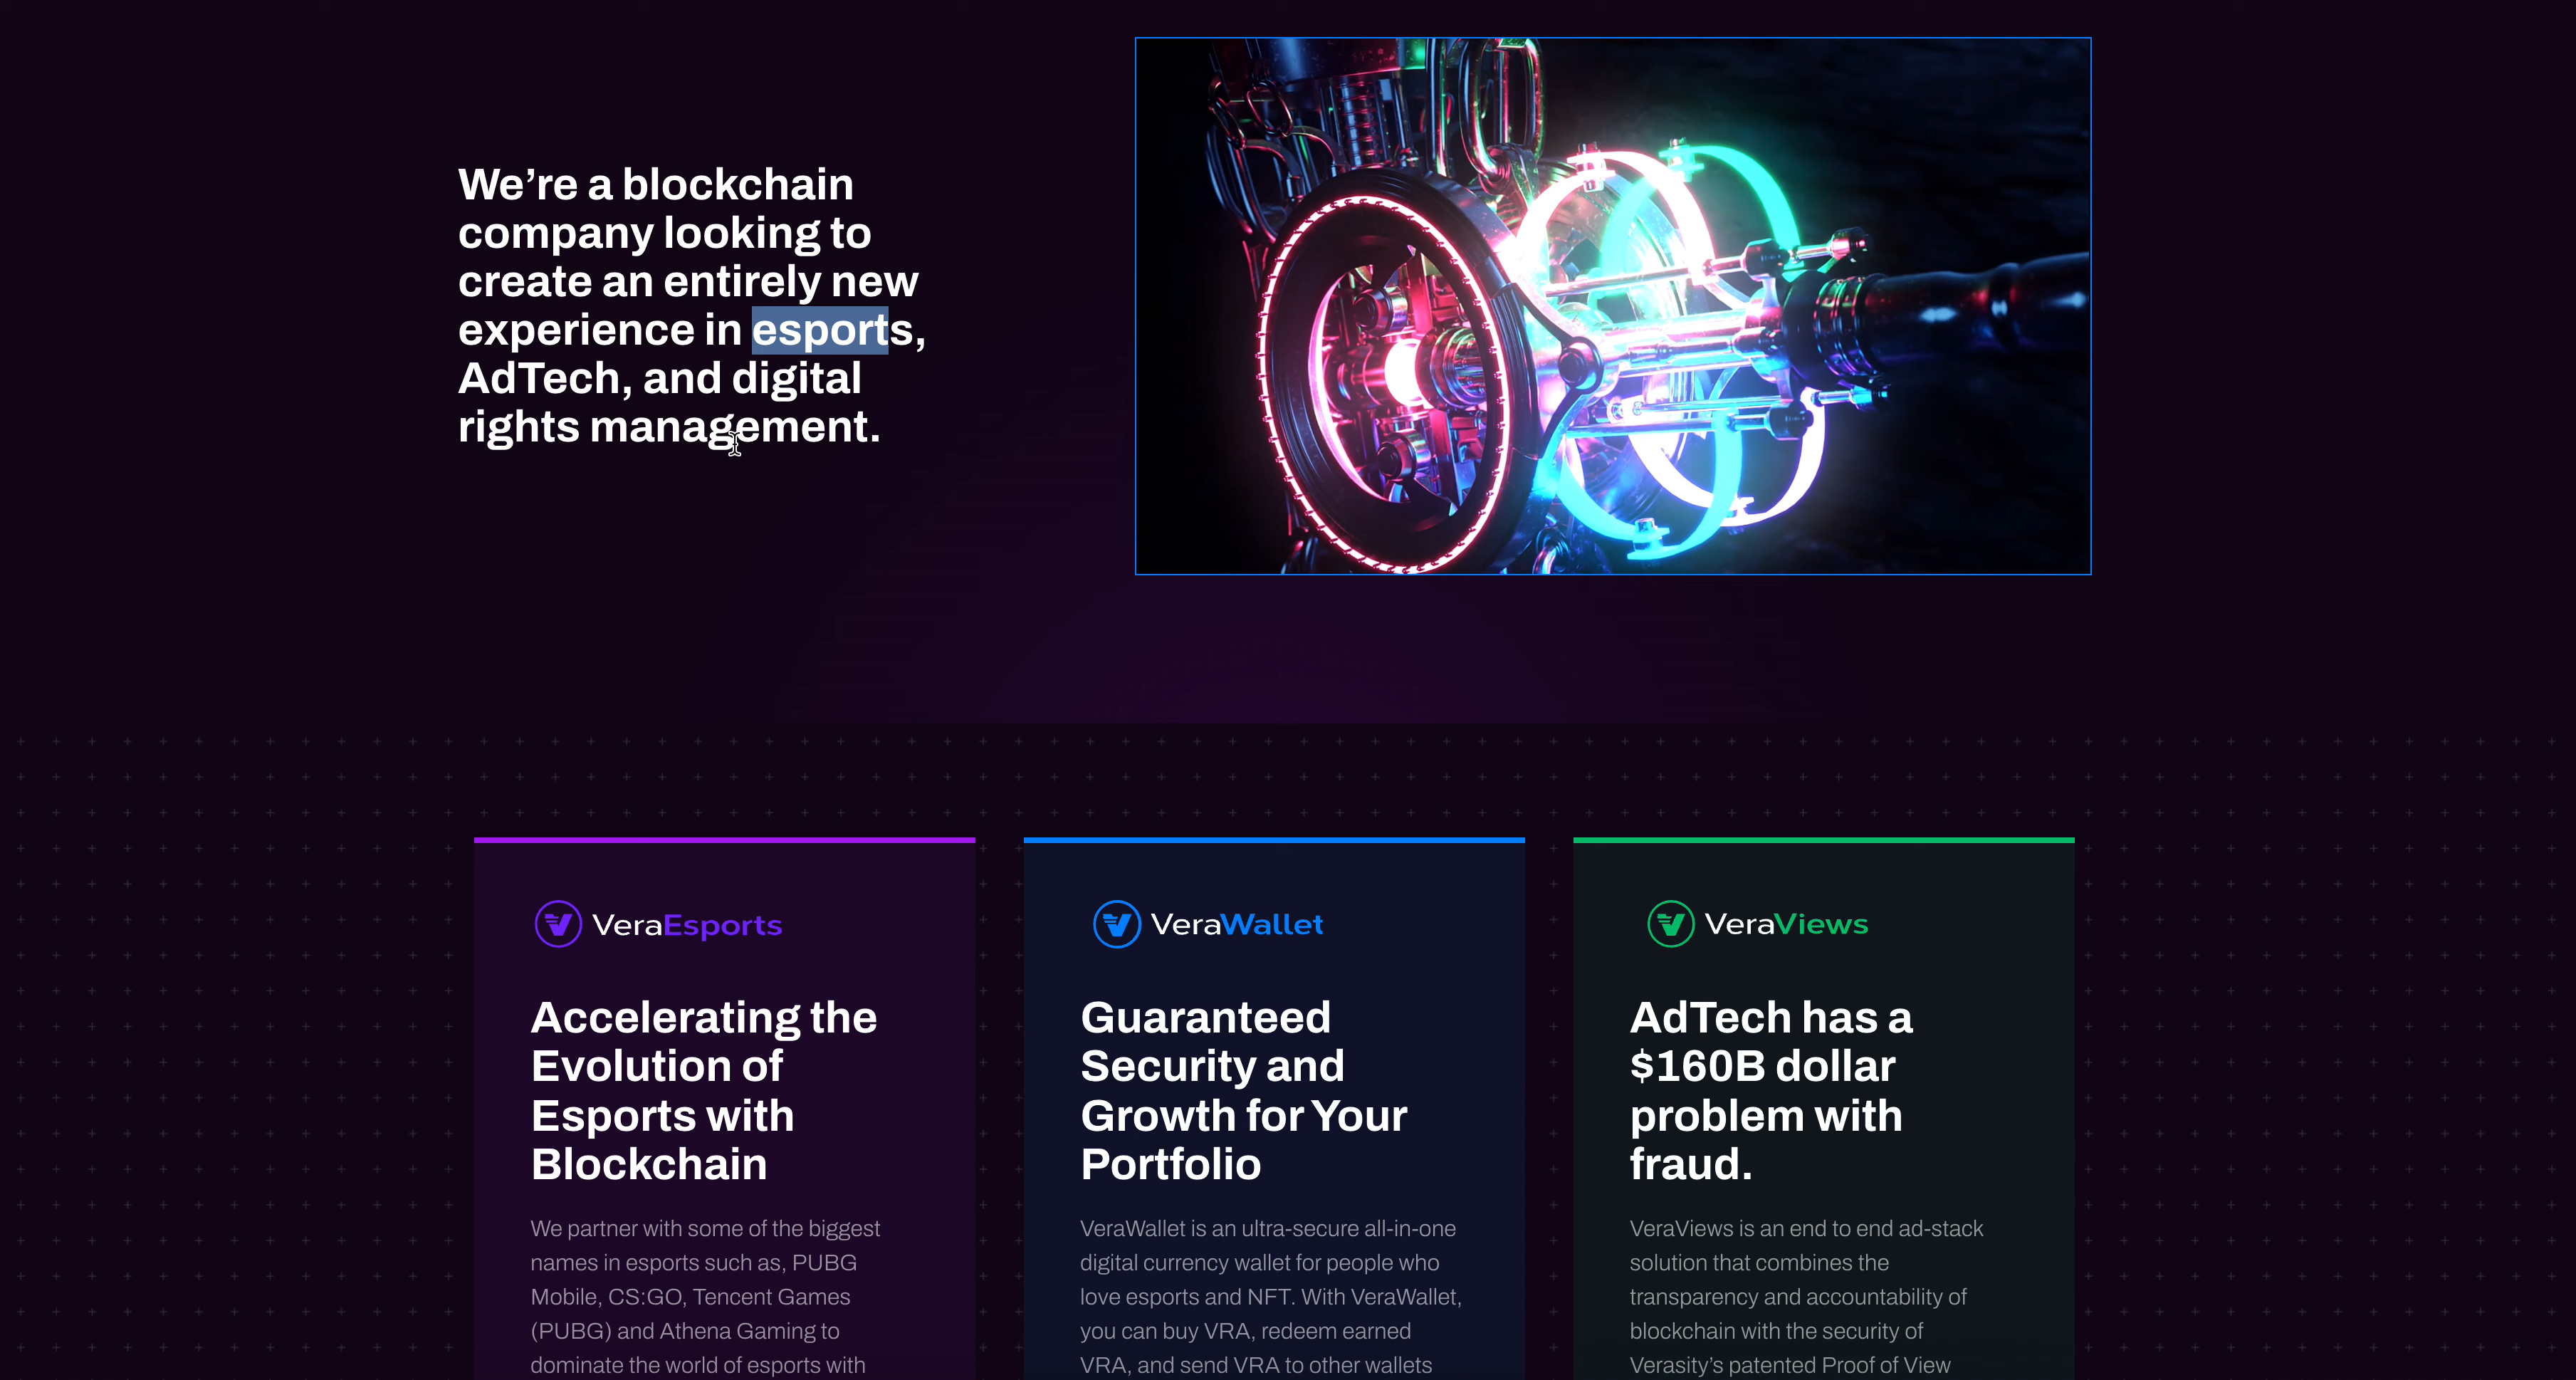 We’re a blockchain
company looking to
create an entirely new
experience in esports,
AdTech, and digital
rights management.
VeraEsports
Accelerating the
Evolution of
Esports with
Blockchain
We partner with some of the biggest
names in esports such as, PUBG
Mobile, CS:GO, Tencent Games
(PUBG) and Athena Gaming to
dominate the world of esports with
VeraWallet
Guaranteed
Security and
Growth for Your
Portfolio
VeraWallet is an ultra-secure all-in-one
digital currency wallet for people who
love esports and NFT. With VeraWallet,
you can buy VRA, redeem earned
VRA, and send VRA to other wallets
VeraViews
AdTech has a
$160B dollar
problem with
fraud.
VeraViews is an end to end ad-stack
solution that combines the
transparency and accountability of
blockchain with the security of
Verasity’s patented Proof of View